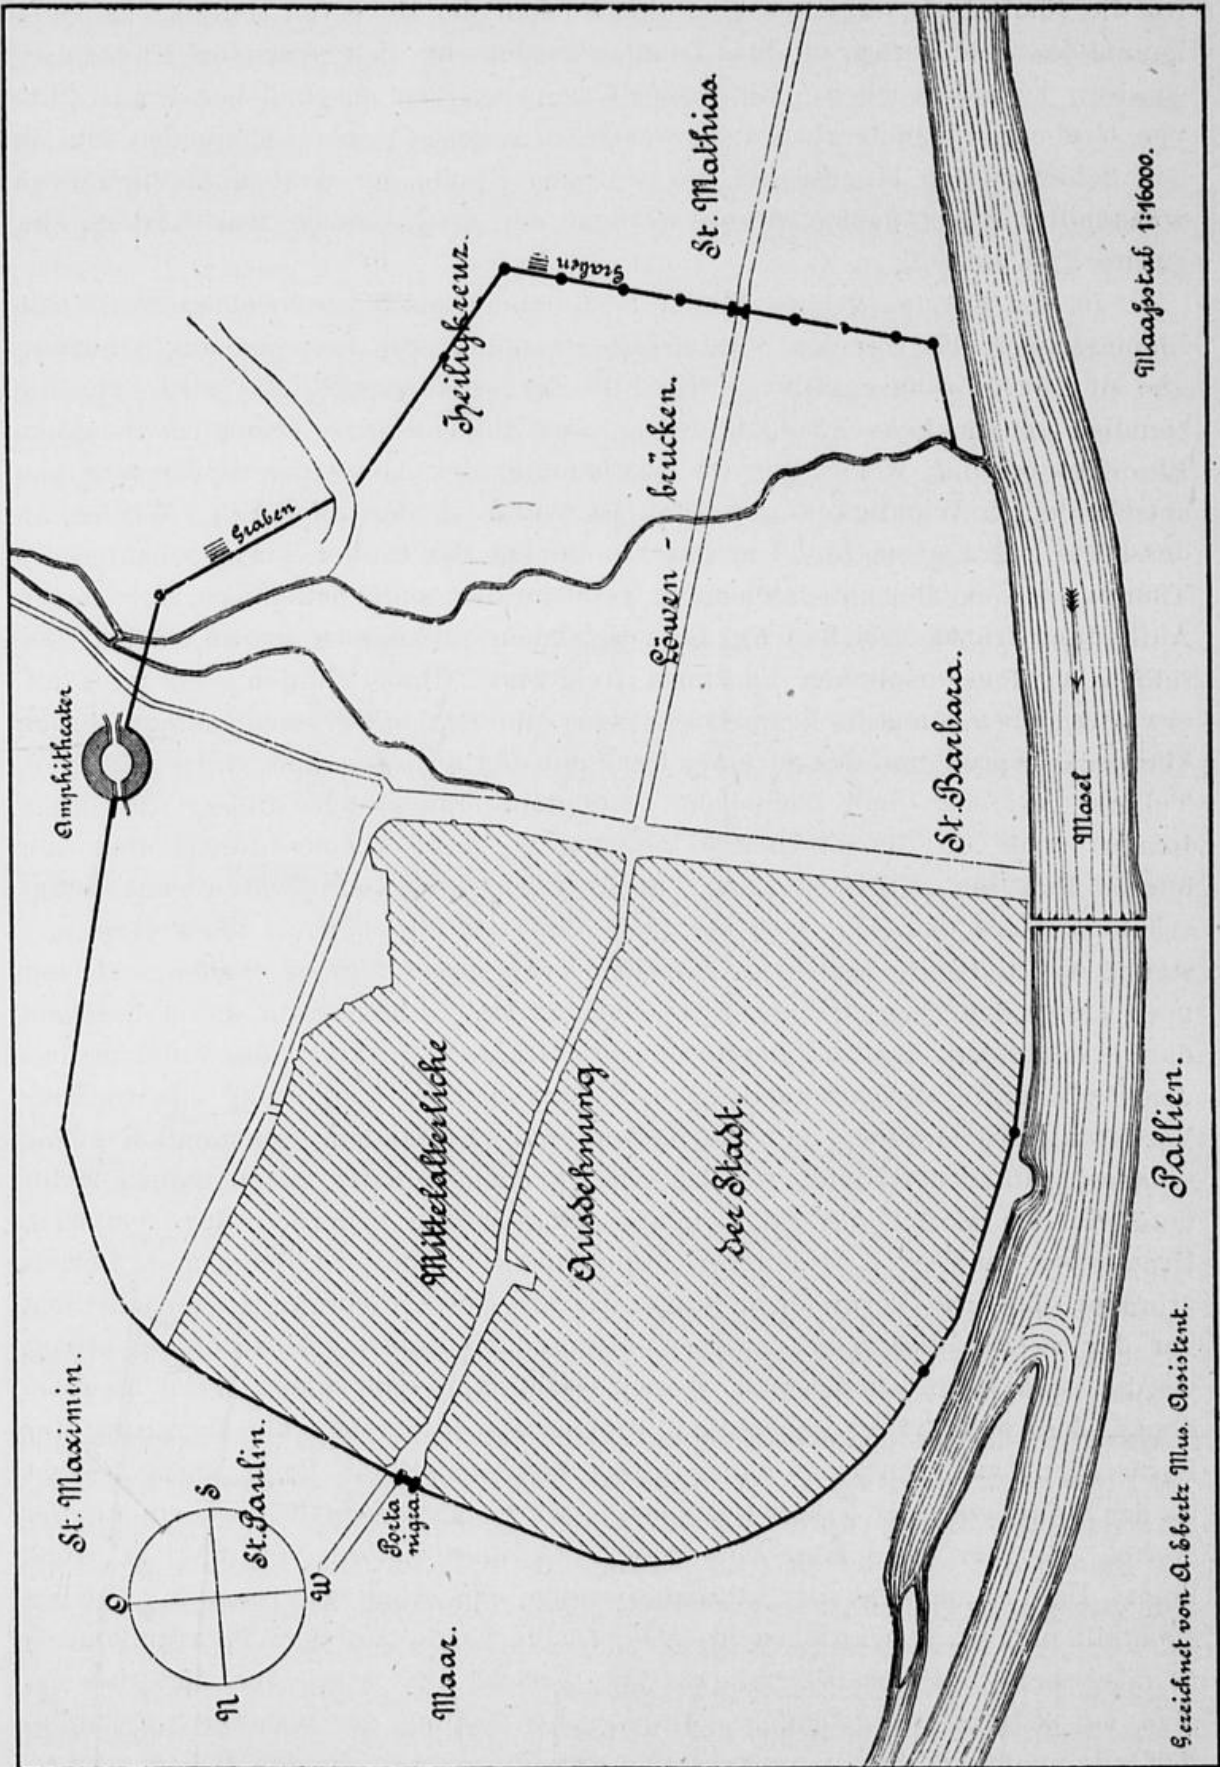 St. Maximin.
O
S
N
W
St. Paulin.
Porta
nigra.
Maar.
Amphitheater
Graben
Heiligkreuz.
Graben
St. Mathias.
Löwen - brücken.
St. Barbara.
Mittelalterliche
Ausdehnung
der Stadt.
Mosel
Pallien.
Maaßstab 1:16000.
Gezeichnet von A. Ebertz Mus. Assistent.